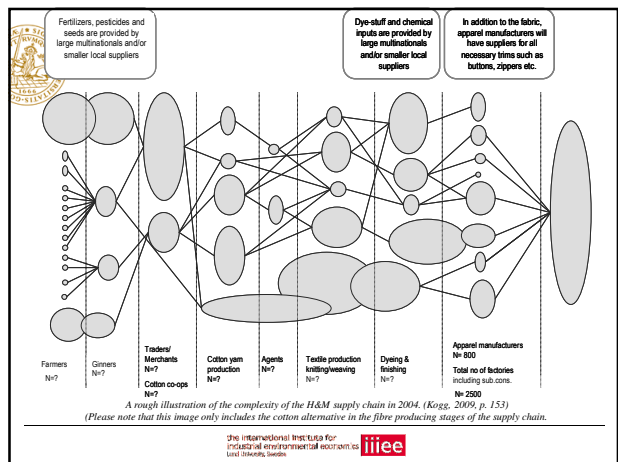 Fertilizers, pesticides and
seeds are provided by
large multinationals and/or
smaller local suppliers
Dye-stuff and chemical
inputs are provided by
large multinationals
and/or smaller local
suppliers
In addition to the fabric,
apparel manufacturers will
have suppliers for all
necessary trims such as
buttons, zippers etc.
1666
Farmers
N=?
Ginners
N=?
Traders/
Merchants
N=?
Cotton co-ops
N=?
Cotton yarn
production
N=?
Agents
N=?
Textile production
knitting/weaving)
N=?
Dyeing &
finishing
N=?
Apparel manufacturers
N= 800
Total no of factories
including sub.cons.
N= 2500
A rough illustration of the complexity of the H&M supply chain in 2004. (Kogg, 2009, p. 153)
(Please note that this image only includes the cotton alternative in the fibre producing stages of the supply chain.
the international institute for
industrial environmental economics
Lund University, Sweden
iiiee